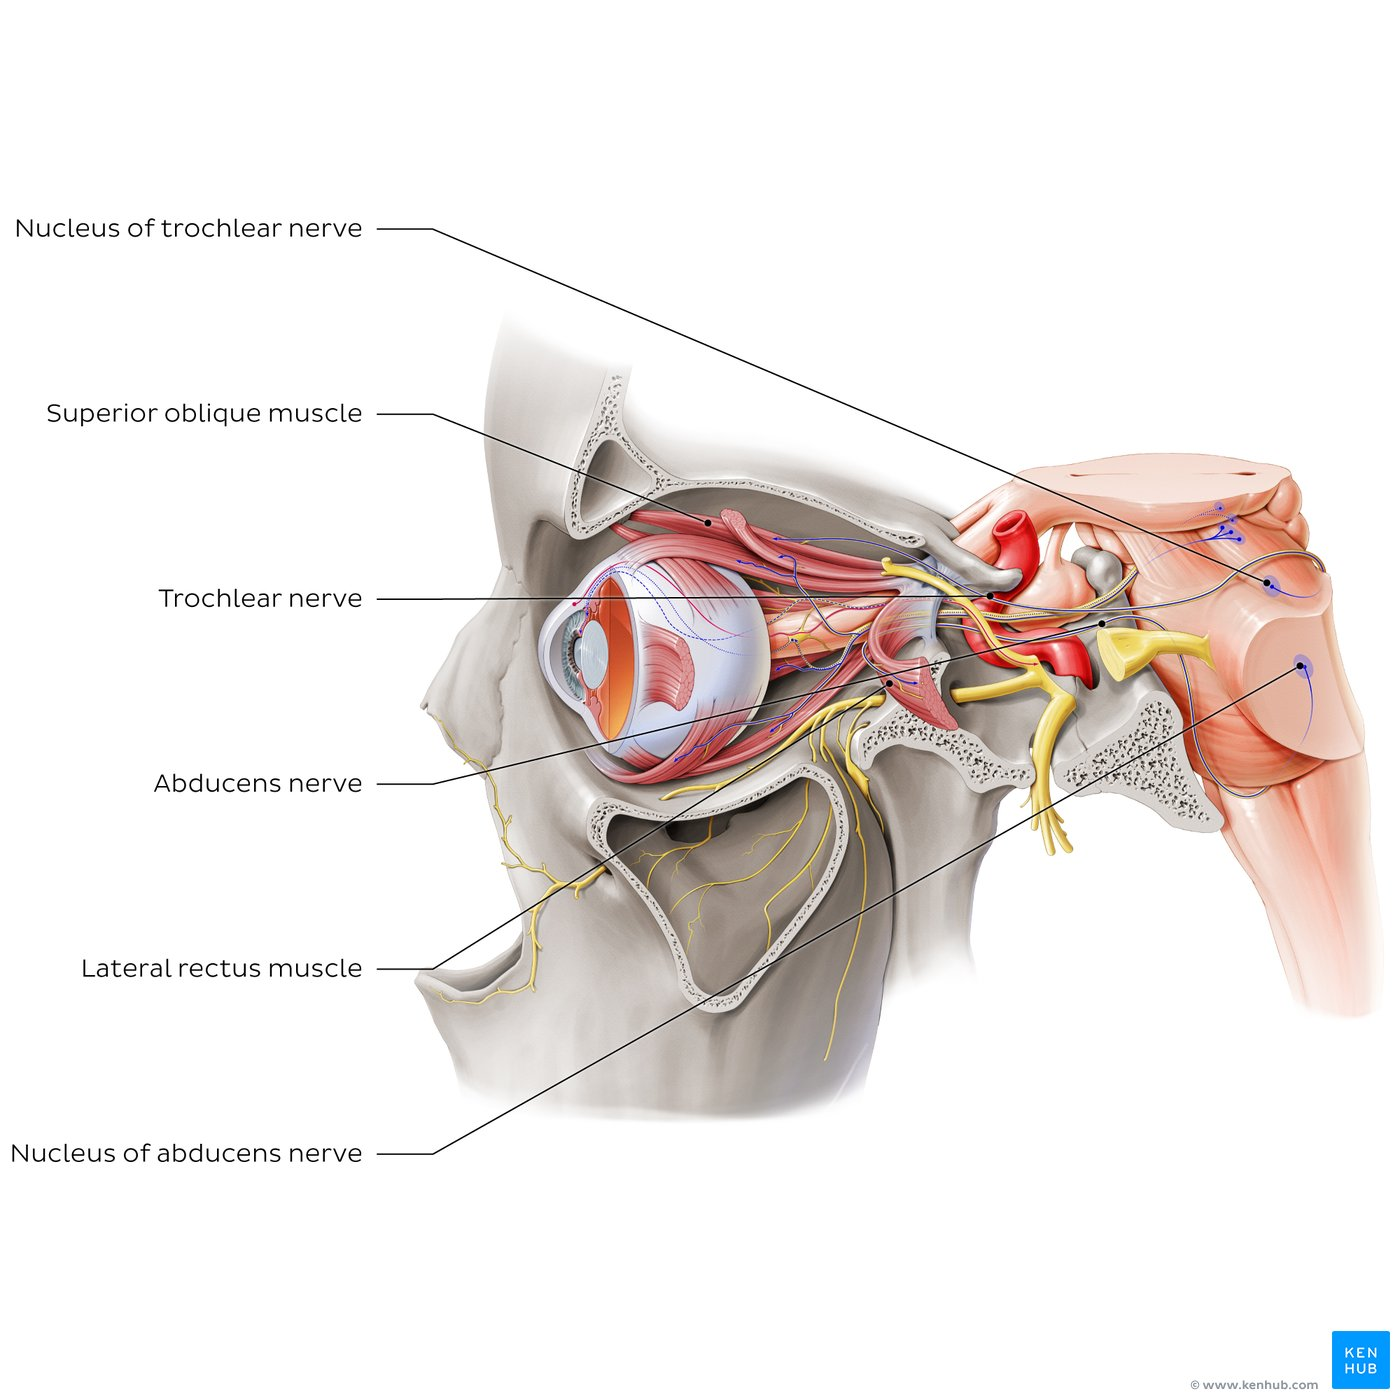 Nucleus of trochlear nerve
Superior oblique muscle
Trochlear nerve
Abducens nerve
Lateral rectus muscle
Nucleus of abducens nerve
KEN
HUB
© www.kenhub.com